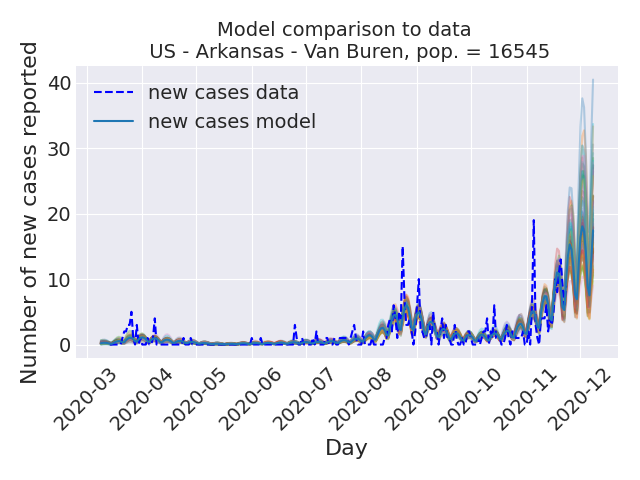 Model comparison to data
US - Arkansas - Van Buren, pop. = 16545
Number of new cases reported
40
30
20
10
0
new cases data
new cases model
2020-03
2020-04
2020-05
2020-06
2020-07
2020-08
2020-09
2020-10
2020-11
2020-12
Day